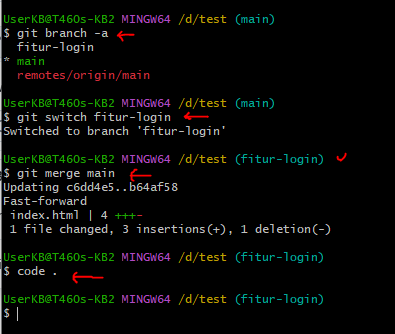 UserKB@T460s-KB2 MINGW64 /d/test (main)
$ git branch -a
  fitur-login
* main
  remotes/origin/main
UserKB@T460s-KB2 MINGW64 /d/test (main)
$ git switch fitur-login
Switched to branch 'fitur-login'
UserKB@T460s-KB2 MINGW64 /d/test (fitur-login)
$ git merge main
Updating c6dd4e5..b64af58
Fast-forward
 index.html | 4 +++-
 1 file changed, 3 insertions(+), 1 deletion(-)
UserKB@T460s-KB2 MINGW64 /d/test (fitur-login)
$ code .
UserKB@T460s-KB2 MINGW64 /d/test (fitur-login)
$